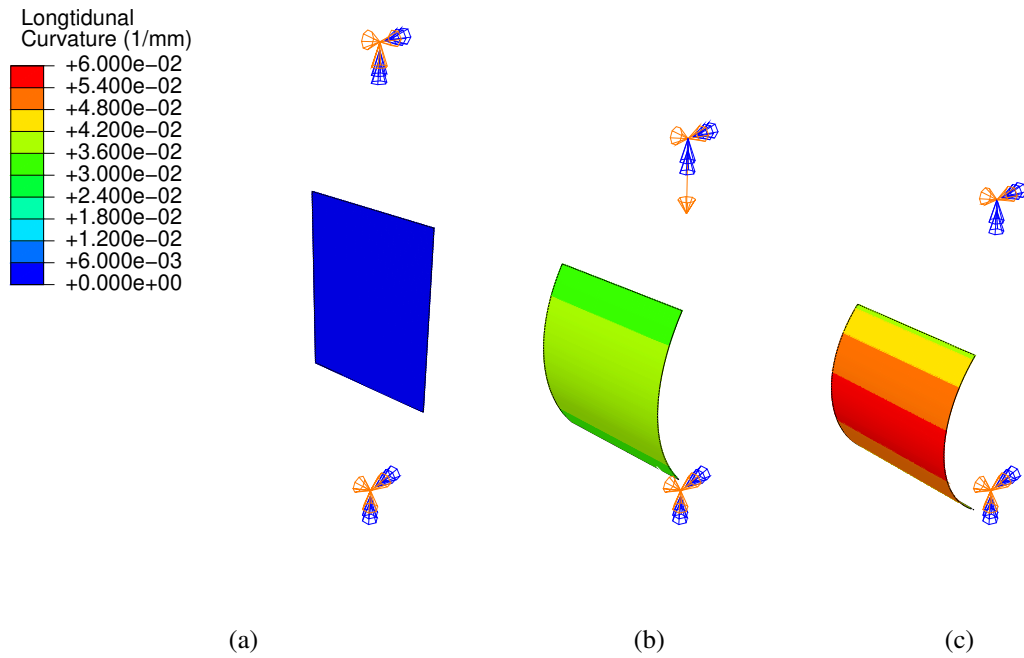 Longtidunal
Curvature (1/mm)
+6.000e−02
+5.400e−02
+4.800e−02
+4.200e−02
+3.600e−02
+3.000e−02
+2.400e−02
+1.800e−02
+1.200e−02
+6.000e−03
+0.000e+00
(a) (b) (c)